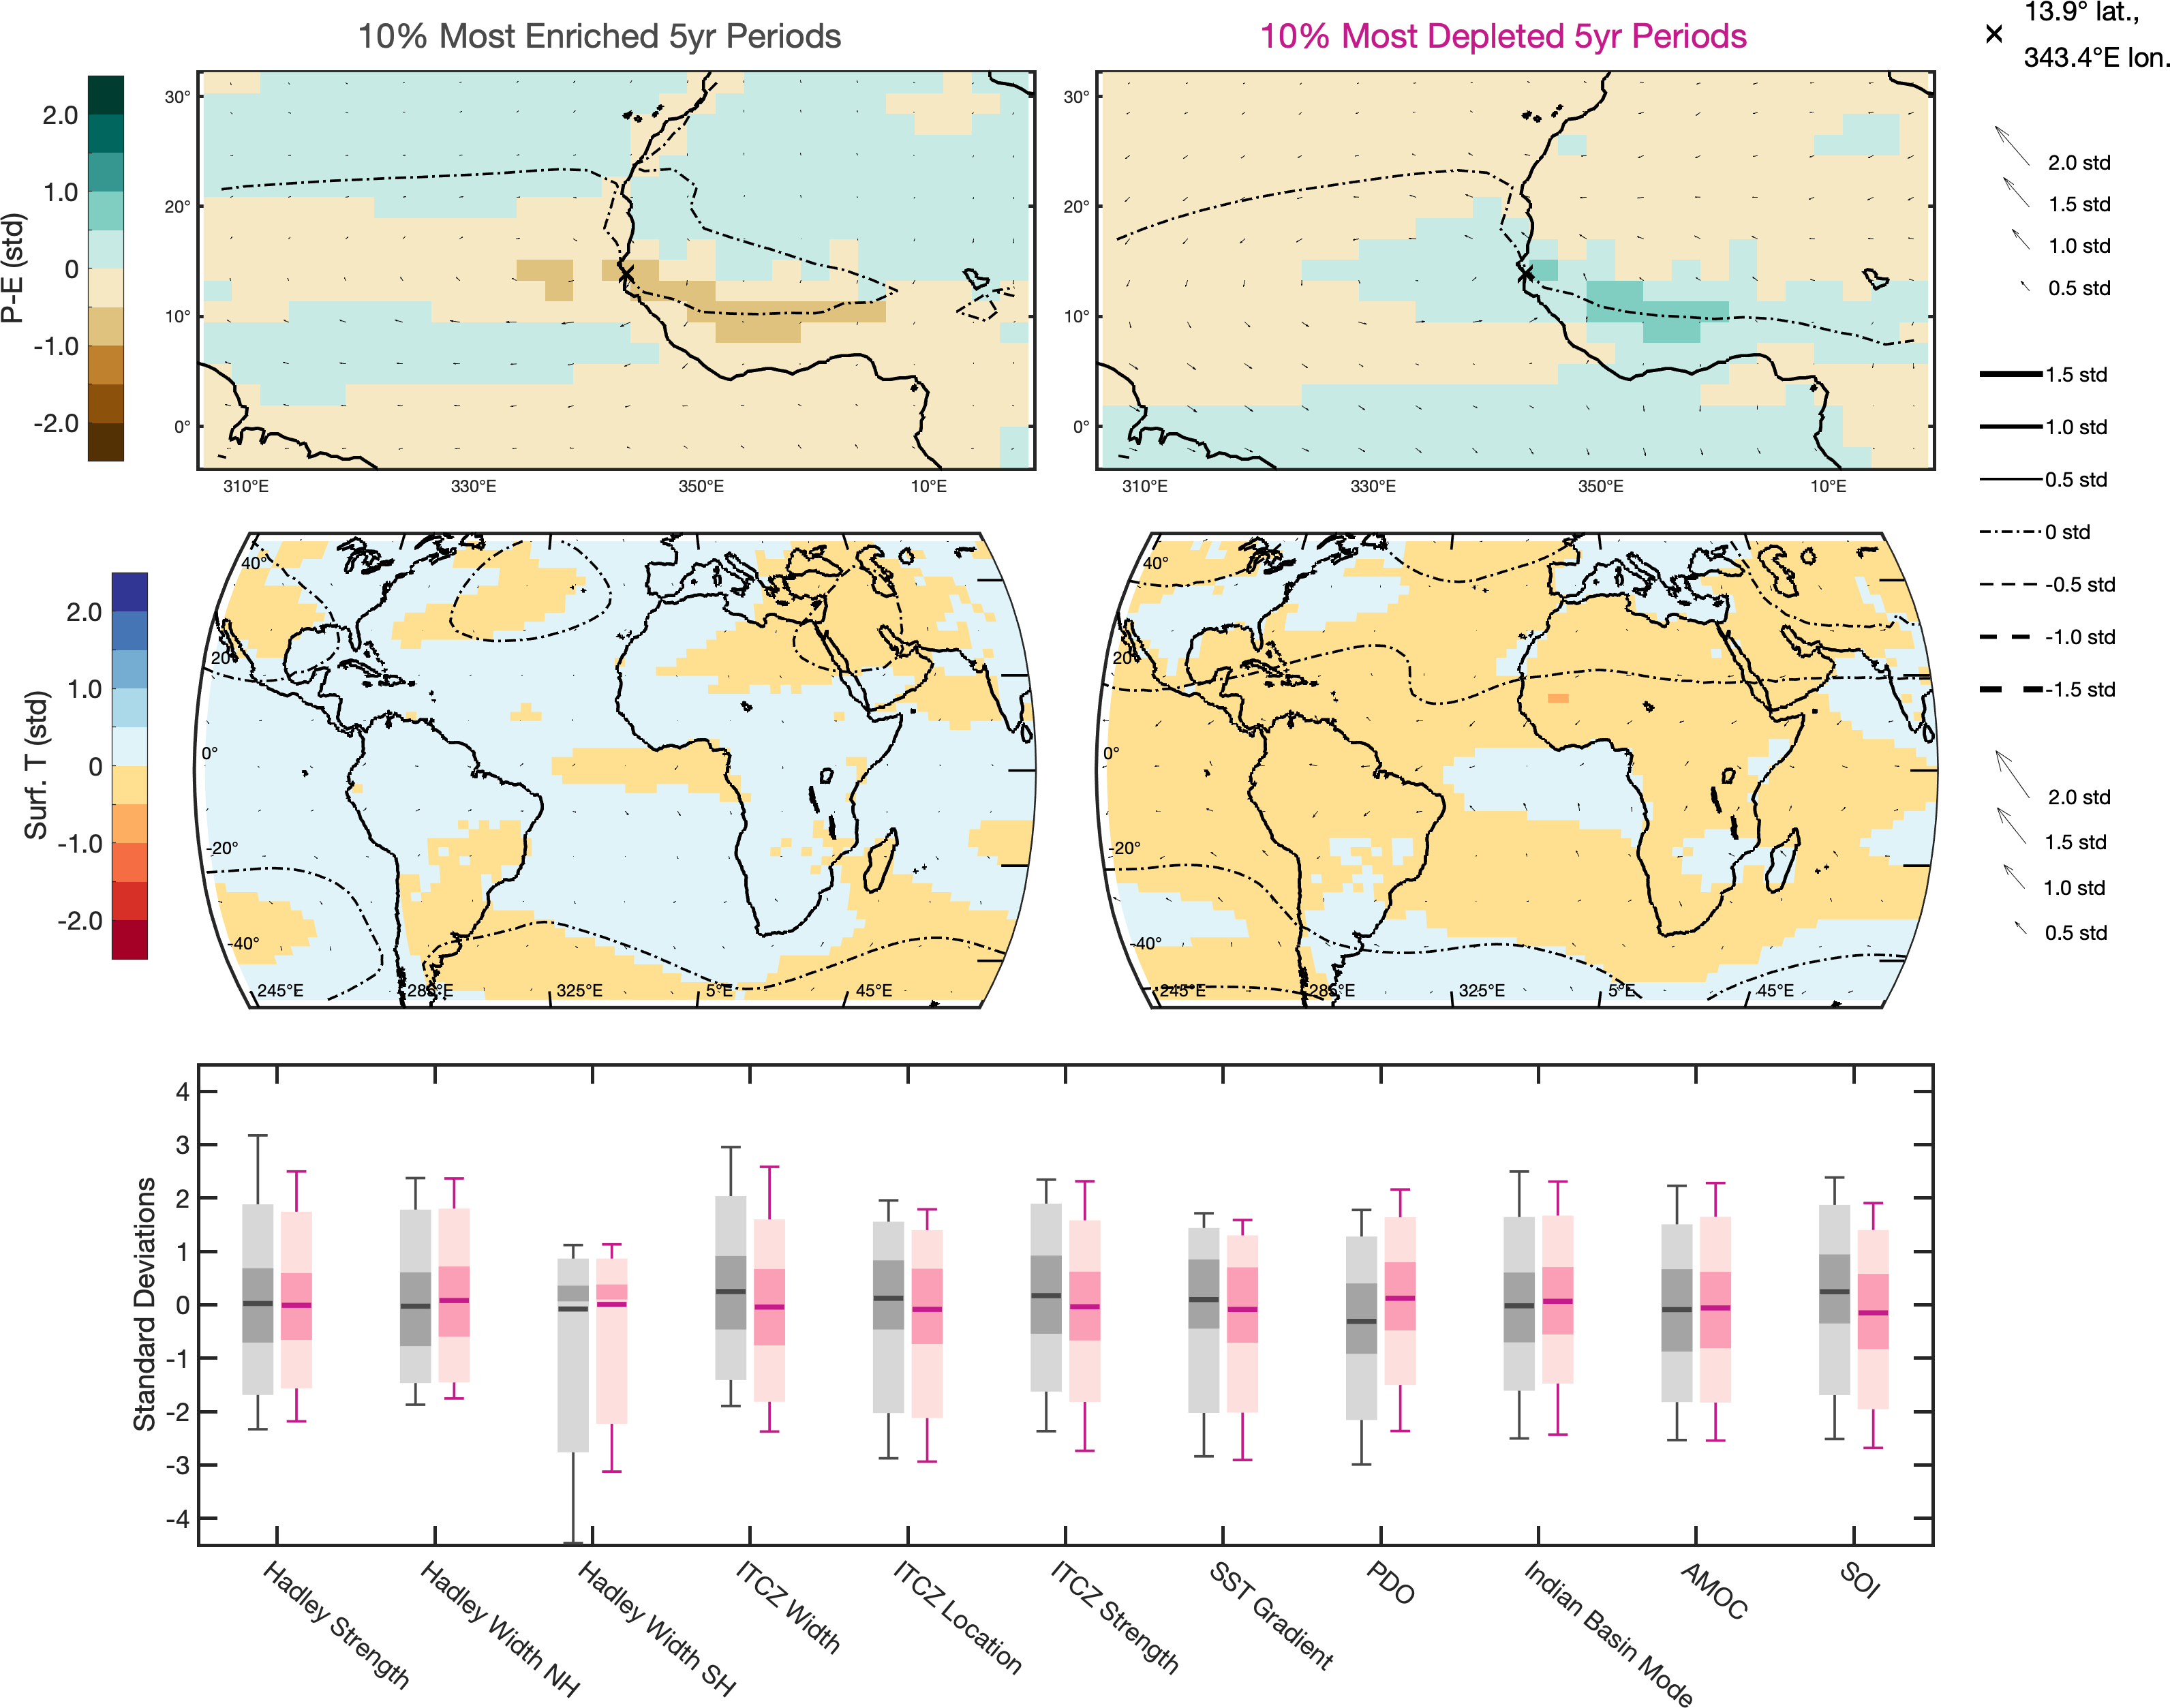 10% Most Enriched 5yr Periods
10% Most Depleted 5yr Periods
13.9° lat.,
343.4°E lon.
P-E (std)
2.0
1.0
0
-1.0
-2.0
30°
20°
10°
0°
310°E
330°E
350°E
10°E
30°
20°
10°
0°
310°E
330°E
350°E
10°E
2.0 std
1.5 std
1.0 std
0.5 std
1.5 std
1.0 std
0.5 std
0 std
-0.5 std
-1.0 std
-1.5 std
Surf. T (std)
2.0
1.0
0
-1.0
-2.0
40°
20°
0°
-20°
-40°
245°E
285°E
325°E
5°E
45°E
40°
20°
0°
-20°
-40°
245°E
285°E
325°E
5°E
45°E
2.0 std
1.5 std
1.0 std
0.5 std
Standard Deviations
4
3
2
1
0
-1
-2
-3
-4
Hadley Strength
Hadley Width NH
Hadley Width SH
ITCZ Width
ITCZ Location
ITCZ Strength
SST Gradient
PDO
Indian Basin Mode
AMOC
SOI